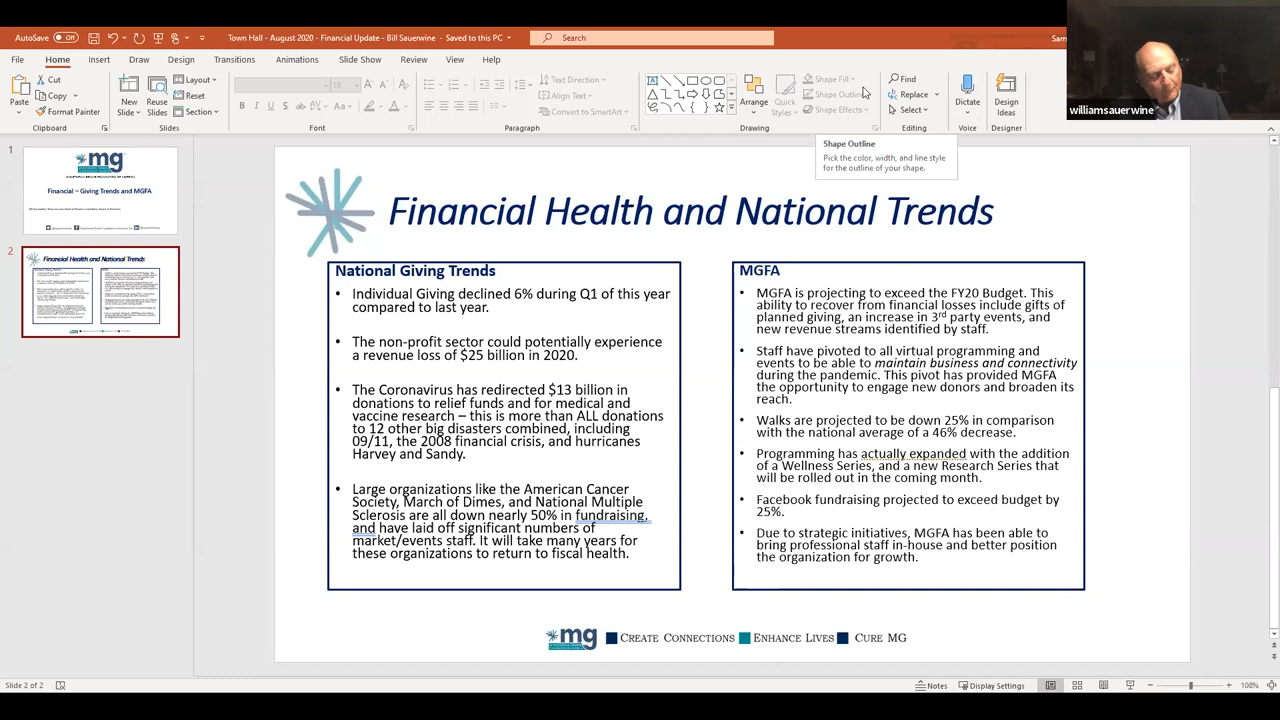 AutoSave Off Town Hall - August 2020 - Financial Update - Bill Sauerwine - Saved to this PC Search Sam
File Home Insert Draw Design Transitions Animations Slide Show Review View Help
Paste Cut Copy Format Painter Clipboard
New Slide Reuse Slides Layout Reset Section Slides
18 A A
B I U S ab AV Aa A Font
Text Direction Align Text Convert to SmartArt Paragraph
Arrange Quick Styles Shape Fill Shape Outline Shape Effects Drawing
Find Replace Select Editing
Dictate Voice
Design Ideas Designer
williamsauerwine
Shape Outline
Pick the color, width, and line style
for the outline of your shape.
1
mg
Financial – Giving Trends and MGFA
2
Financial Health and National Trends
Financial Health and National Trends
National Giving Trends
• Individual Giving declined 6% during Q1 of this year
compared to last year.
• The non-profit sector could potentially experience
a revenue loss of $25 billion in 2020.
• The Coronavirus has redirected $13 billion in
donations to relief funds and for medical and
vaccine research – this is more than ALL donations
to 12 other big disasters combined, including
09/11, the 2008 financial crisis, and hurricanes
Harvey and Sandy.
• Large organizations like the American Cancer
Society, March of Dimes, and National Multiple
Sclerosis are all down nearly 50% in fundraising,
and have laid off significant numbers of
market/events staff. It will take many years for
these organizations to return to fiscal health.
MGFA
• MGFA is projecting to exceed the FY20 Budget. This
ability to recover from financial losses include gifts of
planned giving, an increase in 3rd party events, and
new revenue streams identified by staff.
• Staff have pivoted to all virtual programming and
events to be able to maintain business and connectivity
during the pandemic. This pivot has provided MGFA
the opportunity to engage new donors and broaden its
reach.
• Walks are projected to be down 25% in comparison
with the national average of a 46% decrease.
• Programming has actually expanded with the addition
of a Wellness Series, and a new Research Series that
will be rolled out in the coming month.
• Facebook fundraising projected to exceed budget by
25%.
• Due to strategic initiatives, MGFA has been able to
bring professional staff in-house and better position
the organization for growth.
mg Create Connections Enhance Lives Cure MG
Slide 2 of 2 Notes Display Settings 108%